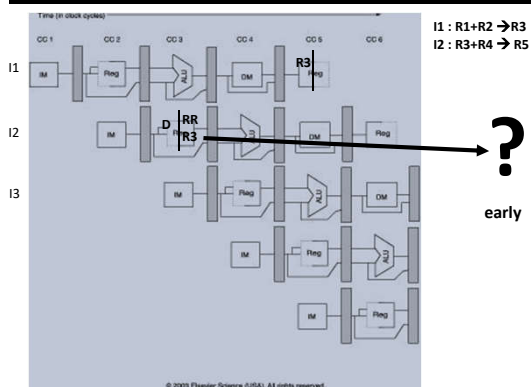 Time (in clock cycles)
CC 1 CC 2 CC 3 CC 4 CC 5 CC 6
I1 : R1+R2 → R3
I2 : R3+R4 → R5
I1 IM Reg ALU DM R3 Reg
I2 IM D Reg RR R3 ALU DM Reg
?
early
I3 IM Reg ALU DM
IM Reg ALU
IM Reg
© 2003 Elsevier Science (USA). All rights reserved.